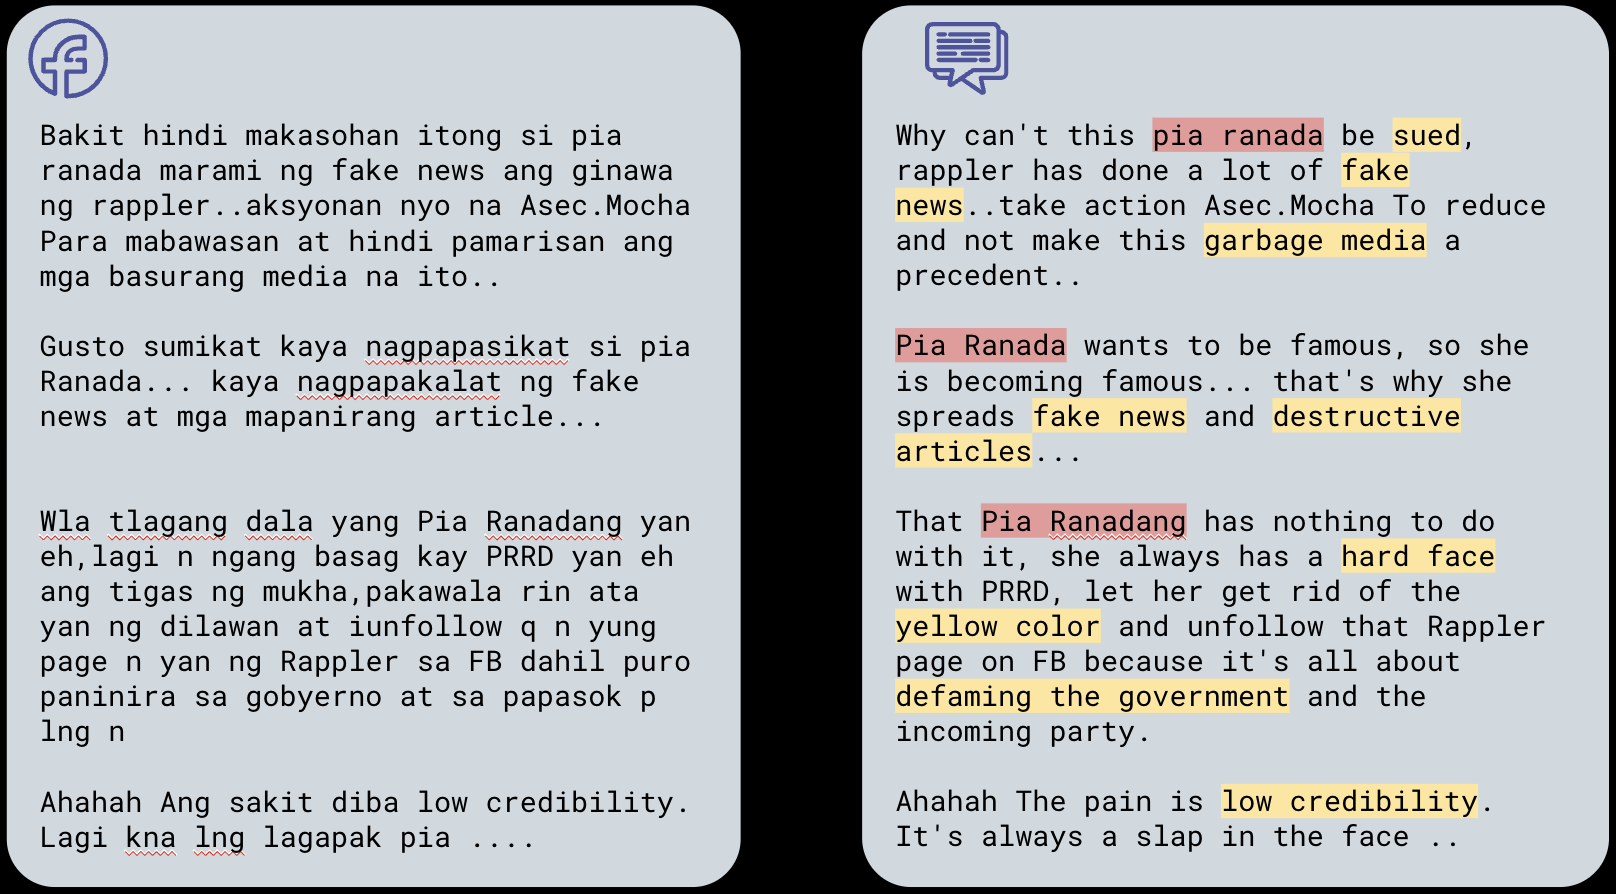 Bakit hindi makasohan itong si pia
ranada marami ng fake news ang ginawa
ng rappler..aksyonan nyo na Asec.Mocha
Para mabawasan at hindi pamarisan ang
mga basurang media na ito..
Gusto sumikat kaya nagpapasikat si pia
Ranada... kaya nagpapakalat ng fake
news at mga mapanirang article...
Wla tlagang dala yang Pia Ranadang yan
eh,lagi n ngang basag kay PRRD yan eh
ang tigas ng mukha,pakawala rin ata
yan ng dilawan at iunfollow q n yung
page n yan ng Rappler sa FB dahil puro
paninira sa gobyerno at sa papasok p
lng n
Ahahah Ang sakit diba low credibility.
Lagi kna lng lagapak pia ....
Why can't this pia ranada be sued,
rappler has done a lot of fake
news..take action Asec.Mocha To reduce
and not make this garbage media a
precedent..
Pia Ranada wants to be famous, so she
is becoming famous... that's why she
spreads fake news and destructive
articles...
That Pia Ranadang has nothing to do
with it, she always has a hard face
with PRRD, let her get rid of the
yellow color and unfollow that Rappler
page on FB because it's all about
defaming the government and the
incoming party.
Ahahah The pain is low credibility.
It's always a slap in the face ..